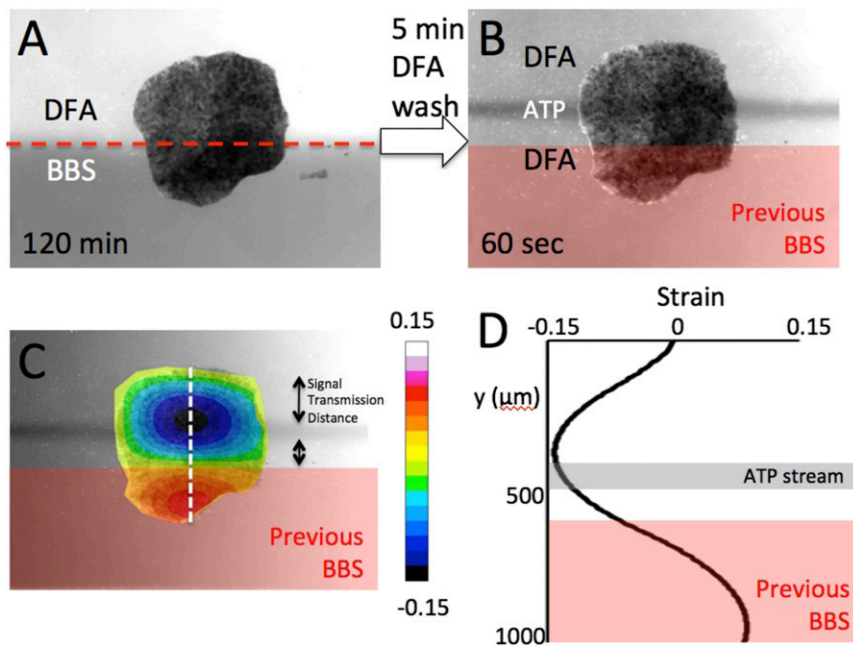 A
DFA
BBS
120 min
5 min
DFA
wash
B
DFA
ATP
DFA
Previous
BBS
60 sec
C
0.15
Signal
Transmission
Distance
Previous
BBS
-0.15
D
Strain
-0.15 0 0.15
y (μm)
ATP stream
500
Previous
BBS
1000